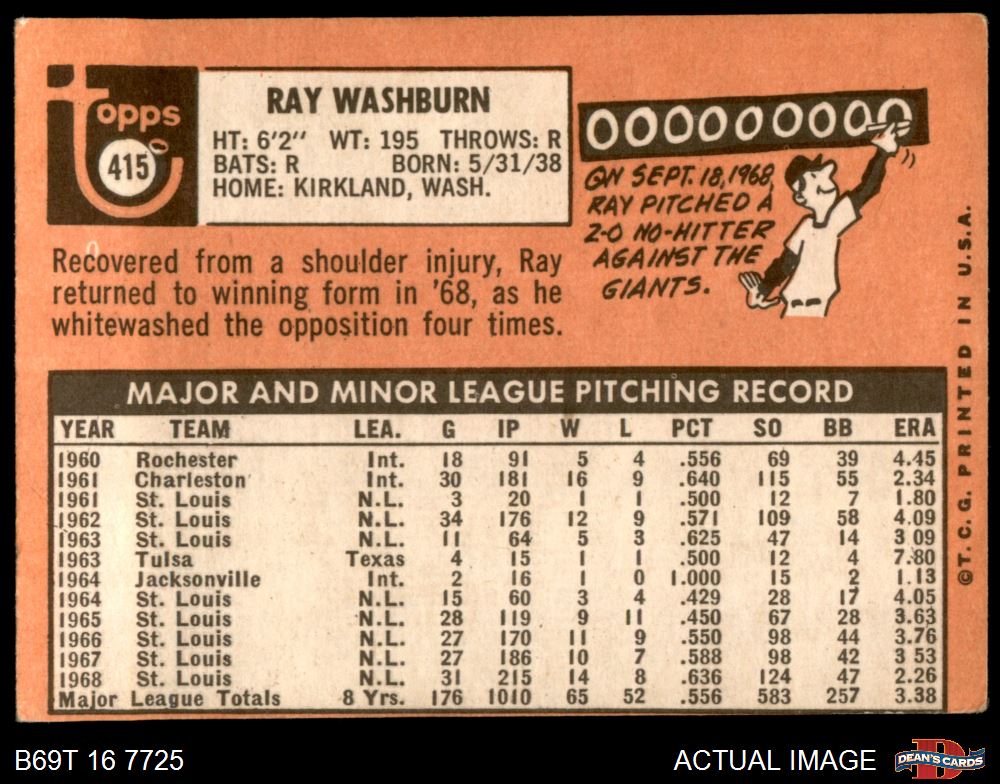 Topps
415
RAY WASHBURN
HT: 6'2" WT: 195 THROWS: R
BATS: R BORN: 5/31/38
HOME: KIRKLAND, WASH.
000000000
ON SEPT. 18, 1968,
RAY PITCHED A
2-0 NO-HITTER
AGAINST THE
GIANTS.
Recovered from a shoulder injury, Ray
returned to winning form in '68, as he
whitewashed the opposition four times.
MAJOR AND MINOR LEAGUE PITCHING RECORD
YEAR TEAM LEA. G IP W L PCT SO BB ERA
1960 Rochester Int. 18 91 5 4 .556 69 39 4.45
1961 Charleston Int. 30 181 16 9 .640 115 55 2.34
1961 St. Louis N.L. 3 20 1 1 .500 12 7 1.80
1962 St. Louis N.L. 34 176 12 9 .571 109 58 4.09
1963 St. Louis N.L. 11 64 5 3 .625 47 14 3 09
1963 Tulsa Texas 4 15 1 1 .500 12 4 7.80
1964 Jacksonville Int. 2 16 1 0 1.000 15 2 1.13
1964 St. Louis N.L. 15 60 3 4 .429 28 17 4.05
1965 St. Louis N.L. 28 119 9 11 .450 67 28 3.63
1966 St. Louis N.L. 27 170 11 9 .550 98 44 3.76
1967 St. Louis N.L. 27 186 10 7 .588 98 42 3 53
1968 St. Louis N.L. 31 215 14 8 .636 124 47 2.26
Major League Totals 8 Yrs. 176 1010 65 52 .556 583 257 3.38
©T. C. G. PRINTED IN U.S.A.
B69T 16 7725
ACTUAL IMAGE
DEAN'S CARDS